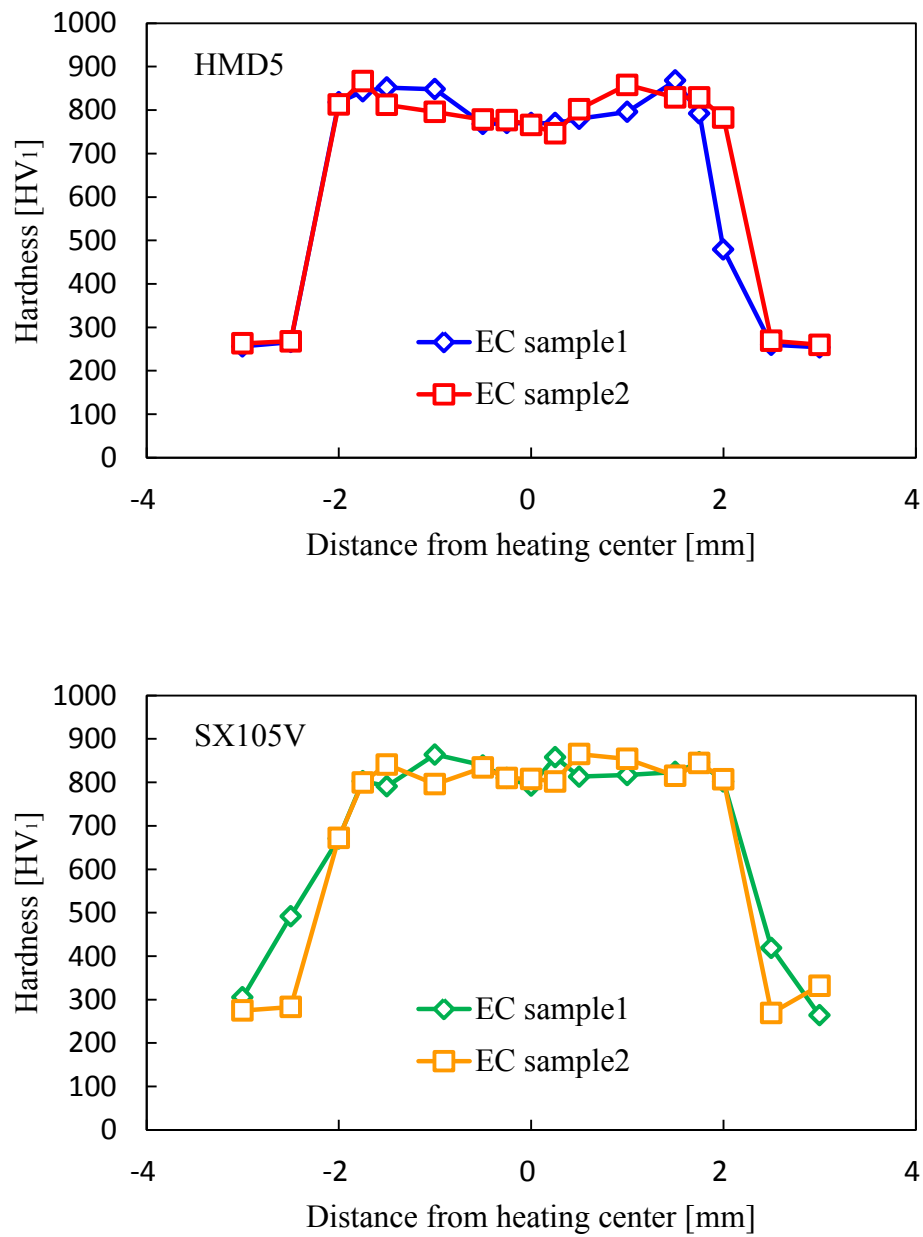 1000
900
800
700
600
500
400
300
200
100
0
Hardness [HV1]
HMD5
EC sample1
EC sample2
-4 -2 0 2 4
Distance from heating center [mm]
1000
900
800
700
600
500
400
300
200
100
0
Hardness [HV1]
SX105V
EC sample1
EC sample2
-4 -2 0 2 4
Distance from heating center [mm]